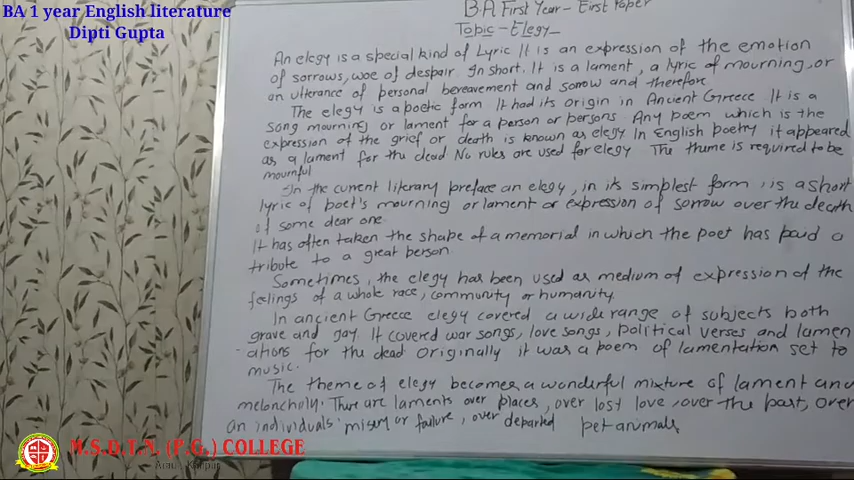 BA 1 year English literature
Dipti Gupta
BA First Year - First Paper
Topic - Elegy
An elegy is a special kind of Lyric It is an expression of the emotion
of sorrows, woe of despair. In short. It is a lament, a lyric of mourning, or
an utterance of personal bereavement and sorrow and therefore.
The elegy is a poetic form It had its origin in Ancient Greece It is a
song mourning or lament for a person or persons Any poem which is the
expression of the grief or death is known as elegy In English poetry it appeared
as a lament for the dead No rules are used for elegy The theme is required to be
mournful
In the current literary preface an elegy, in its simplest form, is a short
lyric of poet's mourning or lament or expression of sorrow over the death
of some dear one.
It has often taken the shape of a memorial in which the poet has paid a
tribute to a great person.
Sometimes, the elegy has been used as medium of expression of the
feelings of a whole race, community or humanity.
In ancient Greece elegy covered a wide range of subjects both
grave and gay. It covered war songs, love songs, political verses and lamen
-ations for the dead Originally it was a poem of lamentation set to
music.
The theme of elegy becomes a wonderful mixture of lament and
melancholy. There are laments over places, over lost love, over the past, over
an individuals' misery or failure, over departed pet animals
M.S.D.T.N. (P.G.) COLLEGE